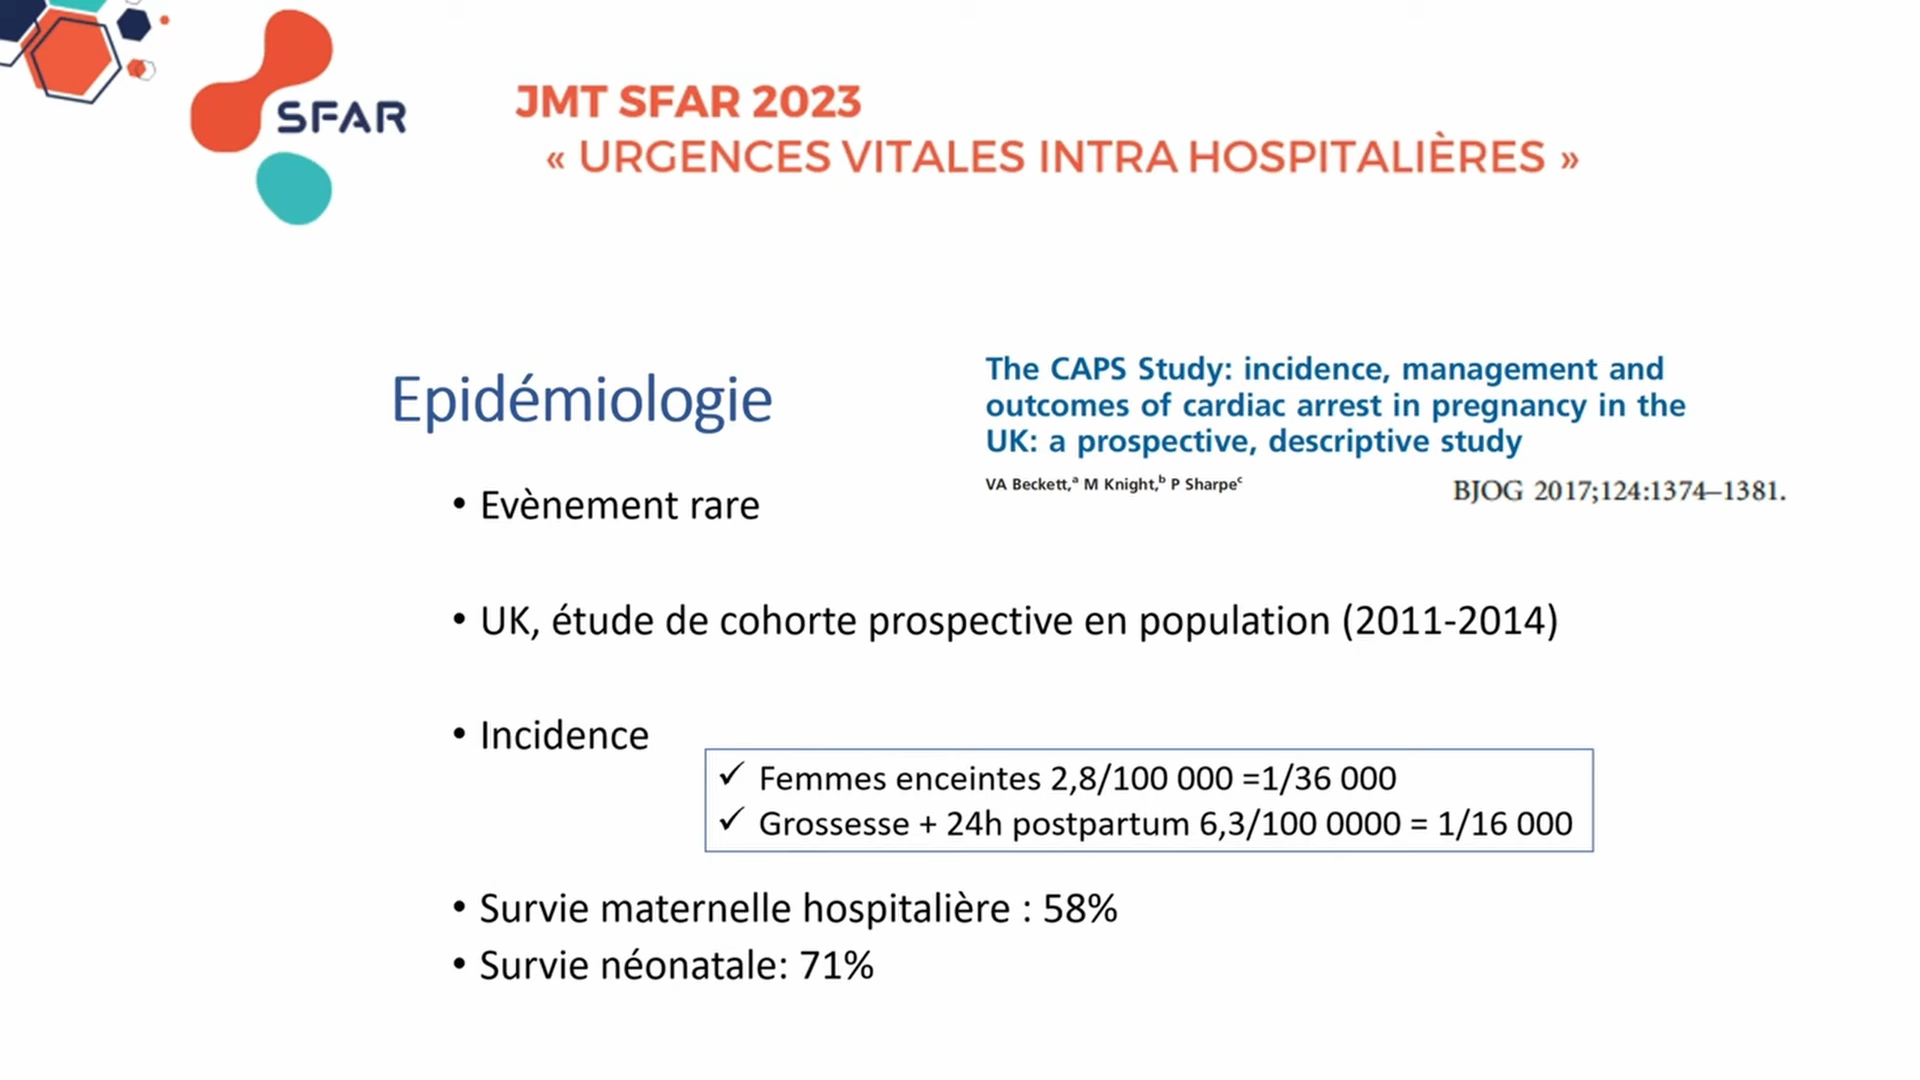 SFAR
JMT SFAR 2023
« URGENCES VITALES INTRA HOSPITALIÈRES »
Epidémiologie
The CAPS Study: incidence, management and
outcomes of cardiac arrest in pregnancy in the
UK: a prospective, descriptive study
VA Beckett,ᵃ M Knight,ᵇ P Sharpeᶜ
BJOG 2017;124:1374–1381.
• Evènement rare
• UK, étude de cohorte prospective en population (2011-2014)
• Incidence
✓ Femmes enceintes 2,8/100 000 =1/36 000
✓ Grossesse + 24h postpartum 6,3/100 0000 = 1/16 000
• Survie maternelle hospitalière : 58%
• Survie néonatale: 71%